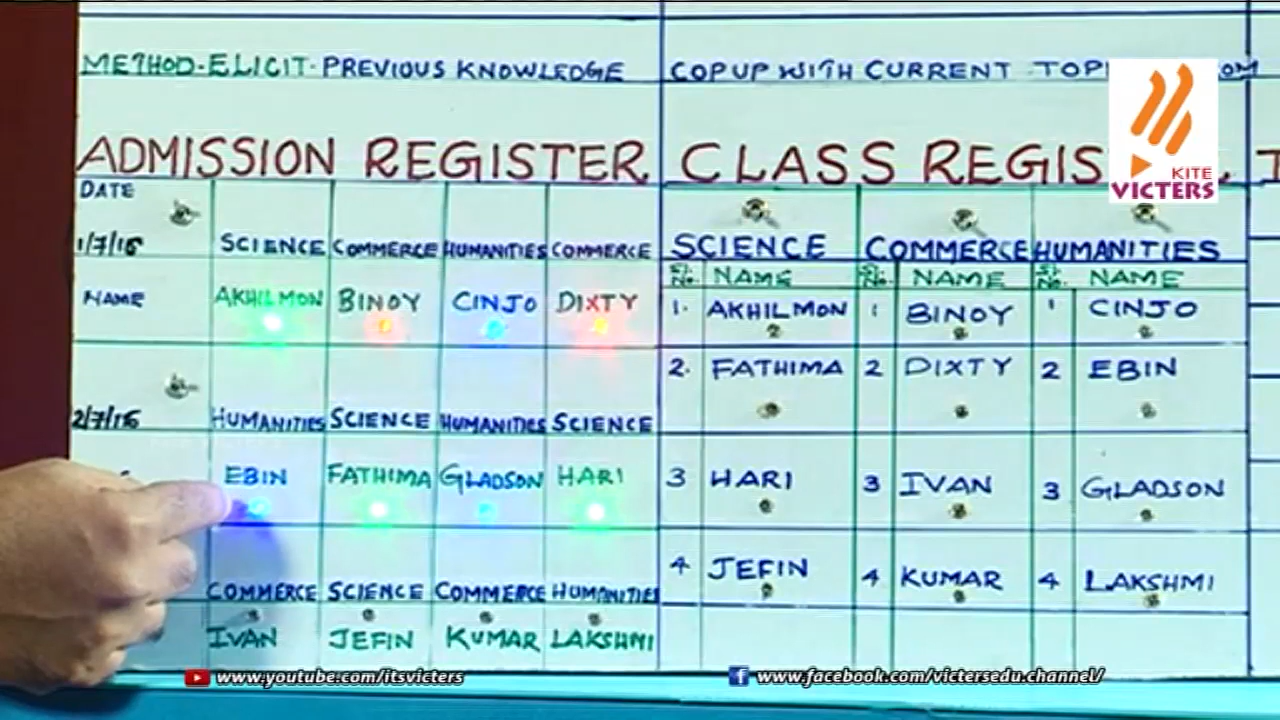 METHOD-ELICIT-PREVIOUS KNOWLEDGE
COPUP WITH CURRENT
ADMISSION REGISTER
CLASS
KITE
VICTERS
DATE
1/7/16 SCIENCE COMMERCE HUMANITIES COMMERCE
NAME AKHILMON BINOY CINJO DIXTY
2/7/16 HUMANITIES SCIENCE HUMANITIES SCIENCE
EBIN FATHIMA GLADSON HARI
COMMERCE SCIENCE COMMERCE HUMANITIES
IVAN JEFIN KUMAR LAKSHMI
SCIENCE COMMERCE HUMANITIES
SL. No. NAME SL. No. NAME SL. No. NAME
1. AKHILMON 1 BINOY 1 CINJO
2. FATHIMA 2 DIXTY 2 EBIN
3 HARI 3 IVAN 3 GLADSON
4 JEFIN 4 KUMAR 4 LAKSHMI
www.youtube.com/itsvicters
www.facebook.com/victersedu.channel/